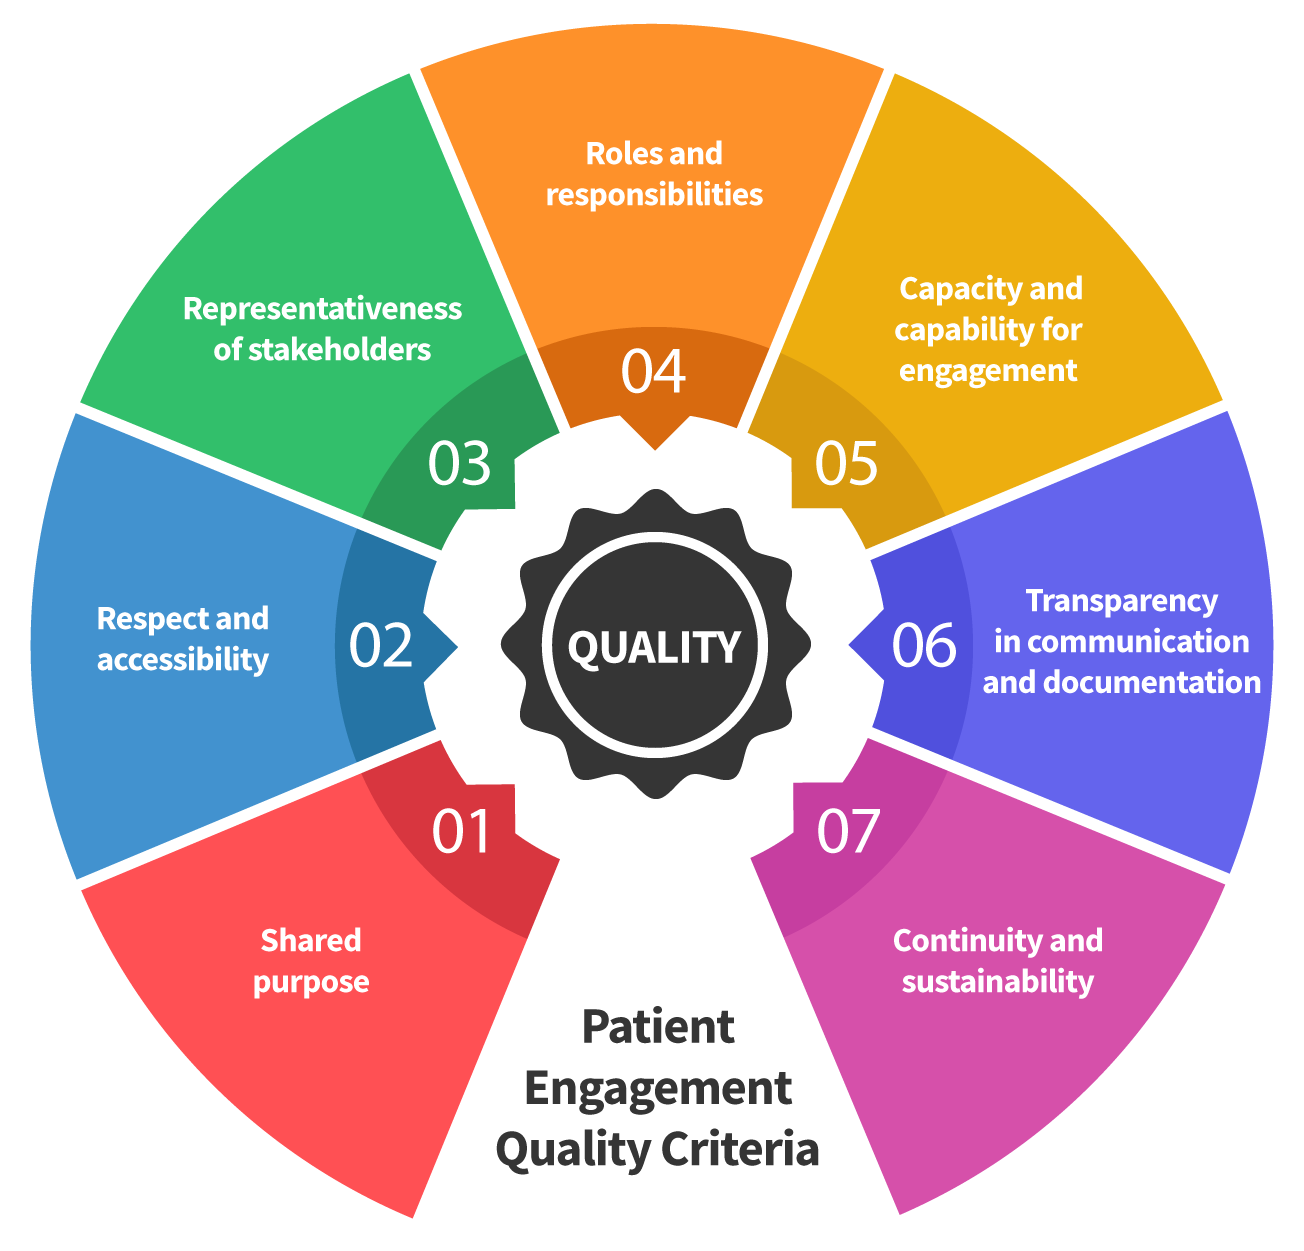 Patient
Engagement
Quality Criteria
QUALITY
01
Shared
purpose
02
Respect and
accessibility
03
Representativeness
of stakeholders
04
Roles and
responsibilities
05
Capacity and
capability for
engagement
06
Transparency
in communication
and documentation
07
Continuity and
sustainability